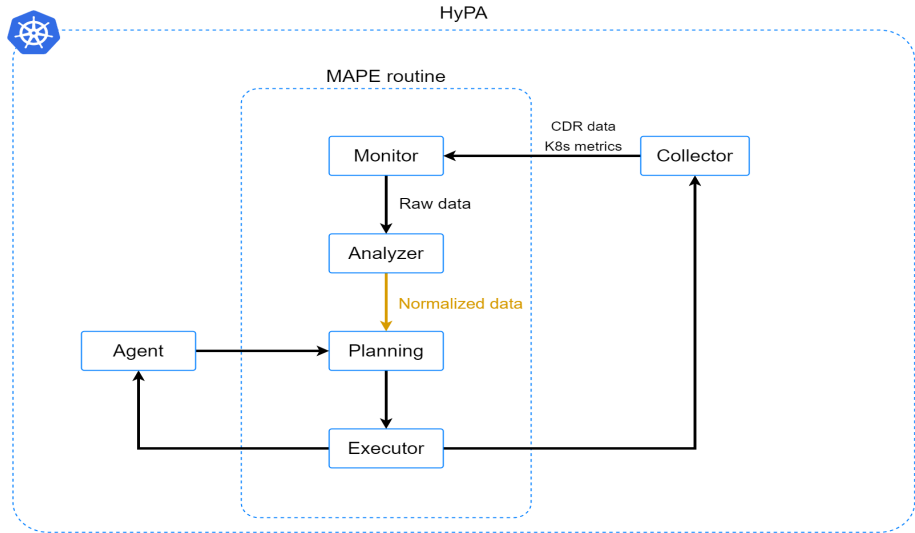 HyPA
MAPE routine
CDR data
K8s metrics
Monitor
Collector
Raw data
Analyzer
Normalized data
Agent
Planning
Executor